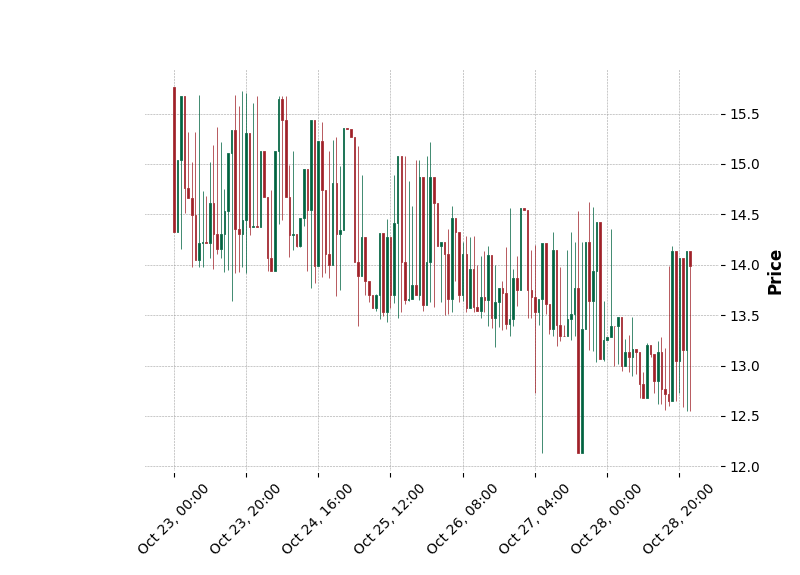 15.5
15.0
14.5
14.0
13.5
13.0
12.5
12.0
Price
Oct 23, 00:00
Oct 23, 20:00
Oct 24, 16:00
Oct 25, 12:00
Oct 26, 08:00
Oct 27, 04:00
Oct 28, 00:00
Oct 28, 20:00